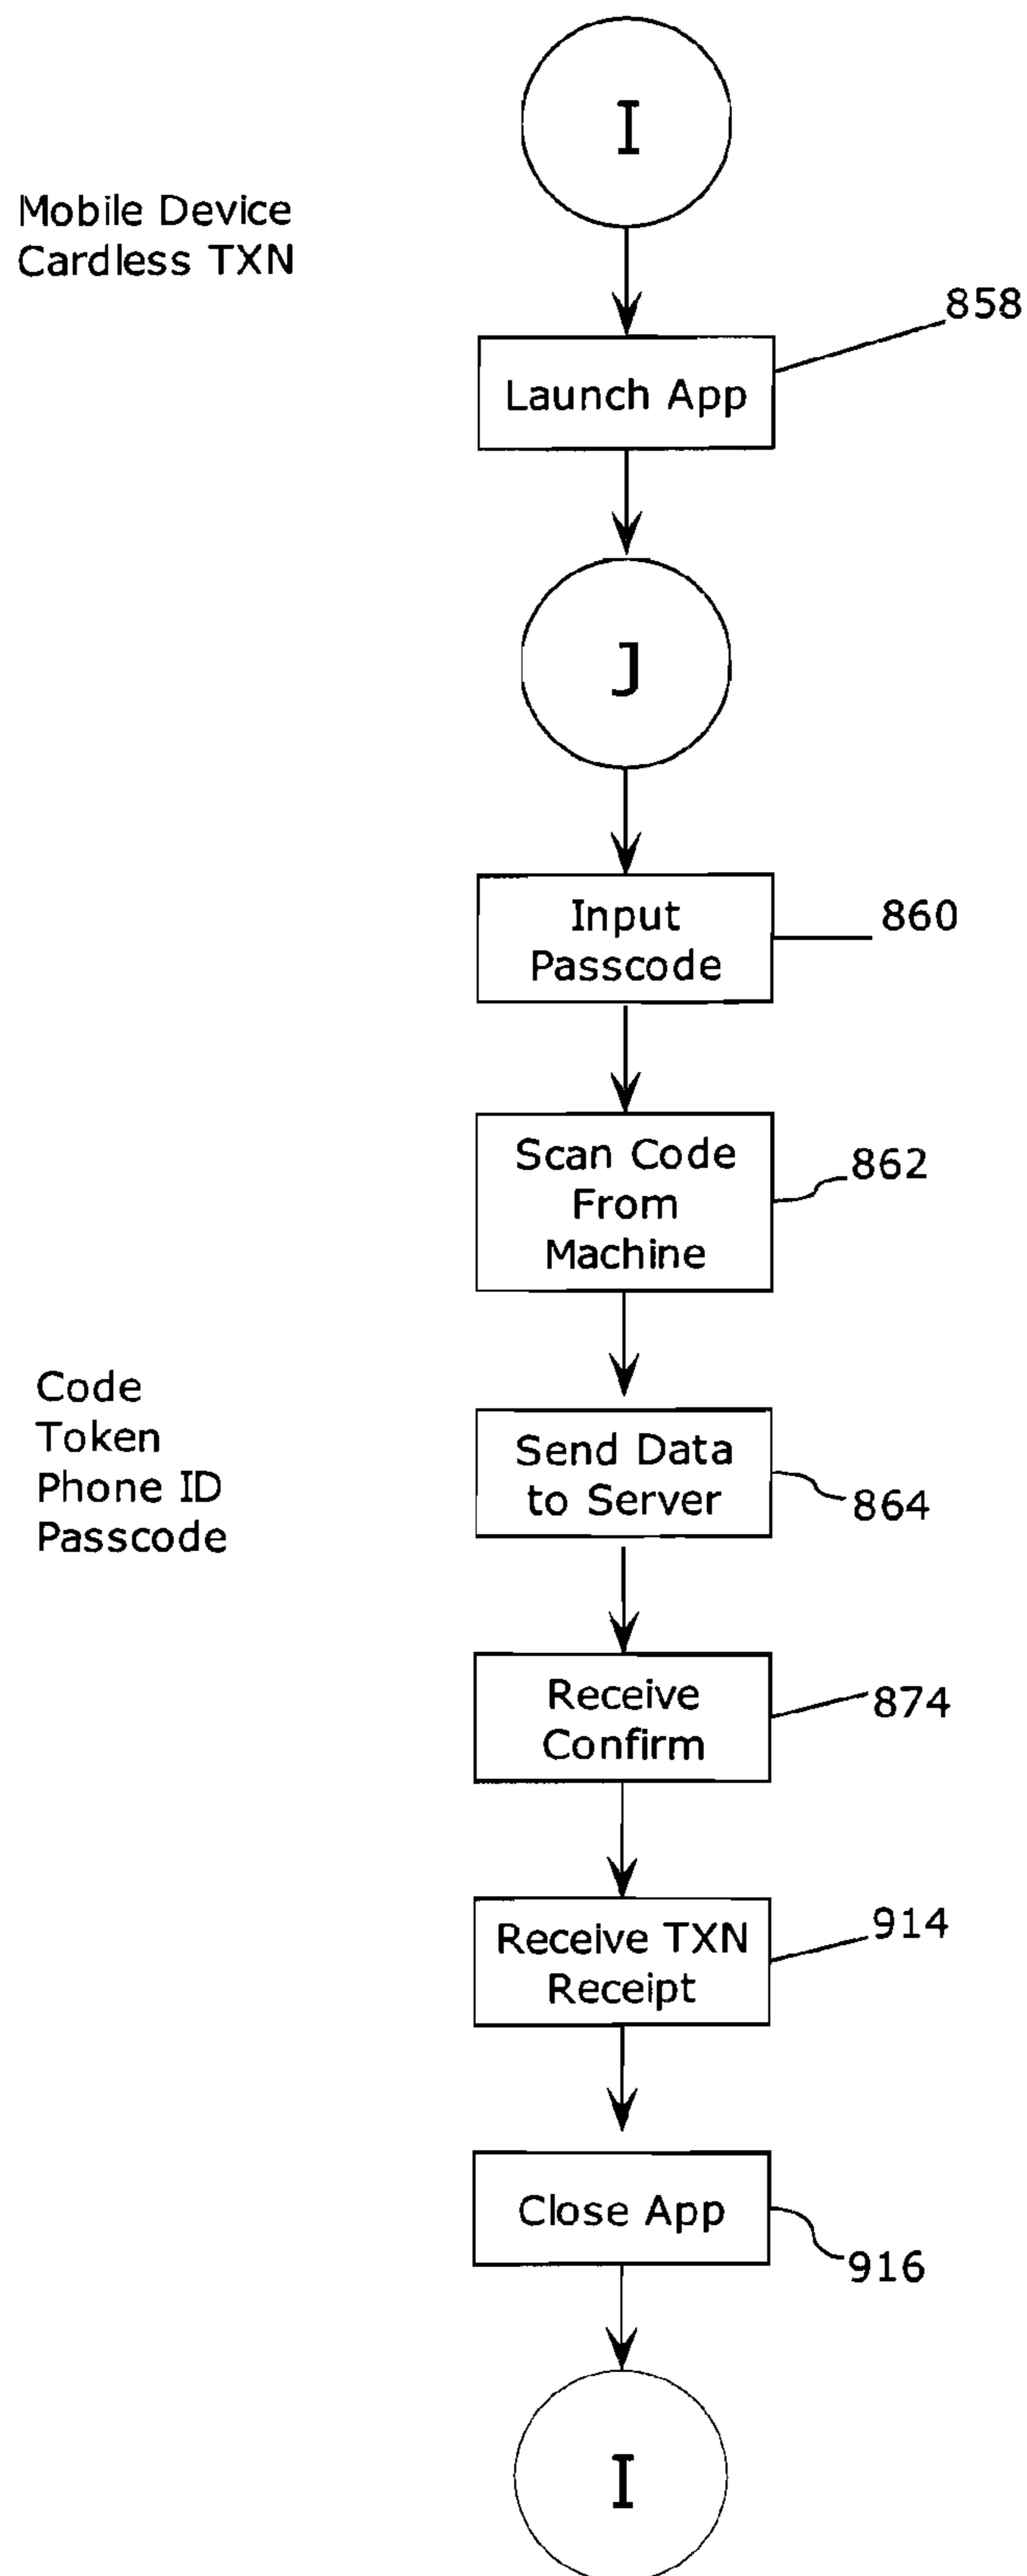 I
Mobile Device
Cardless TXN
858
Launch App
J
Input
Passcode
860
Scan Code
From
Machine
862
Code
Token
Phone ID
Passcode
Send Data
to Server
864
Receive
Confirm
874
Receive TXN
Receipt
914
Close App
916
I